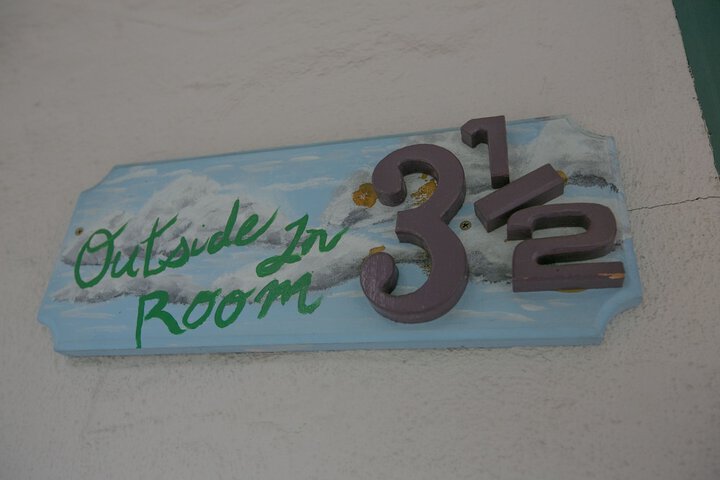 Outside In
Room
3 1/2